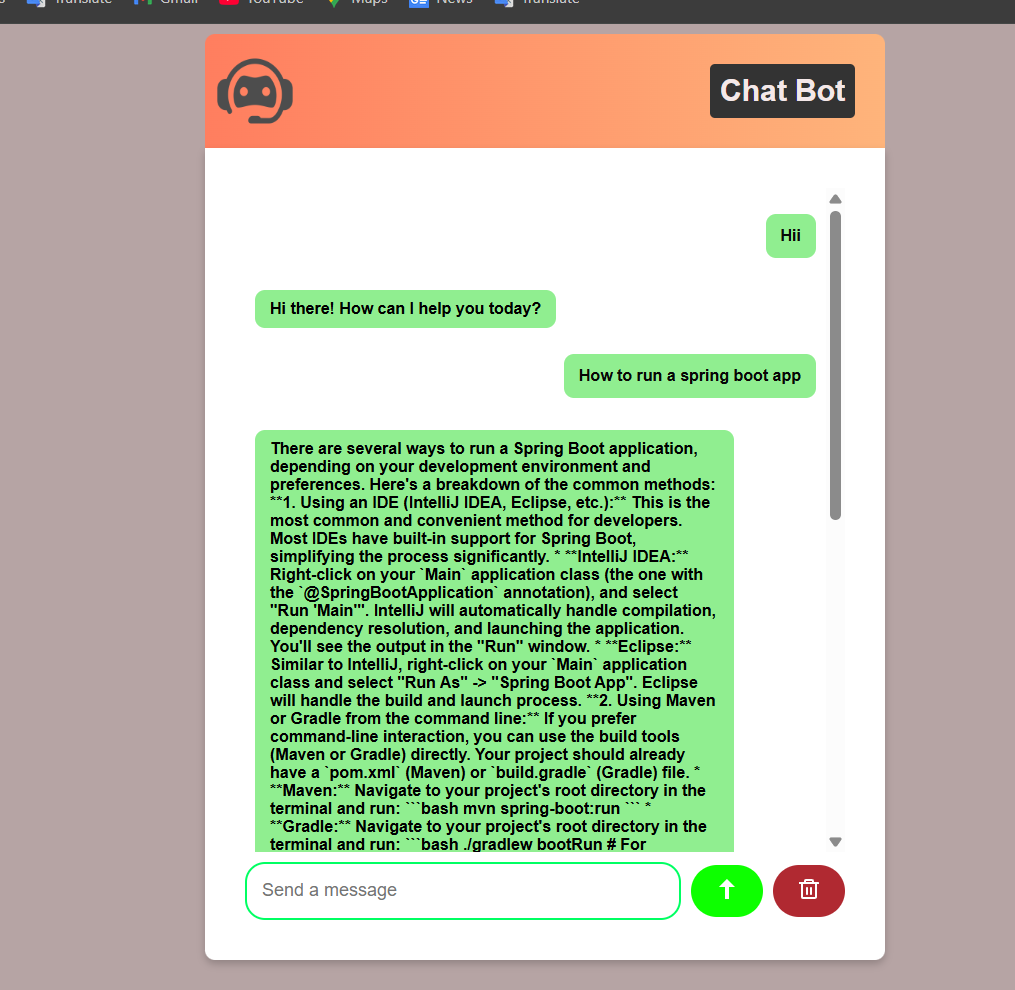 Translate
Gmail
YouTube
Maps
News
Translate
Chat Bot
Hii
Hi there! How can I help you today?
How to run a spring boot app
There are several ways to run a Spring Boot application,
depending on your development environment and
preferences. Here's a breakdown of the common methods:
**1. Using an IDE (IntelliJ IDEA, Eclipse, etc.):** This is the
most common and convenient method for developers.
Most IDEs have built-in support for Spring Boot,
simplifying the process significantly. * **IntelliJ IDEA:**
Right-click on your `Main` application class (the one with
the `@SpringBootApplication` annotation), and select
"Run 'Main'". IntelliJ will automatically handle compilation,
dependency resolution, and launching the application.
You'll see the output in the "Run" window. * **Eclipse:**
Similar to IntelliJ, right-click on your `Main` application
class and select "Run As" -> "Spring Boot App". Eclipse
will handle the build and launch process. **2. Using Maven
or Gradle from the command line:** If you prefer
command-line interaction, you can use the build tools
(Maven or Gradle) directly. Your project should already
have a `pom.xml` (Maven) or `build.gradle` (Gradle) file. *
**Maven:** Navigate to your project's root directory in the
terminal and run: ```bash mvn spring-boot:run ``` *
**Gradle:** Navigate to your project's root directory in the
terminal and run: ```bash ./gradlew bootRun # For
Send a message